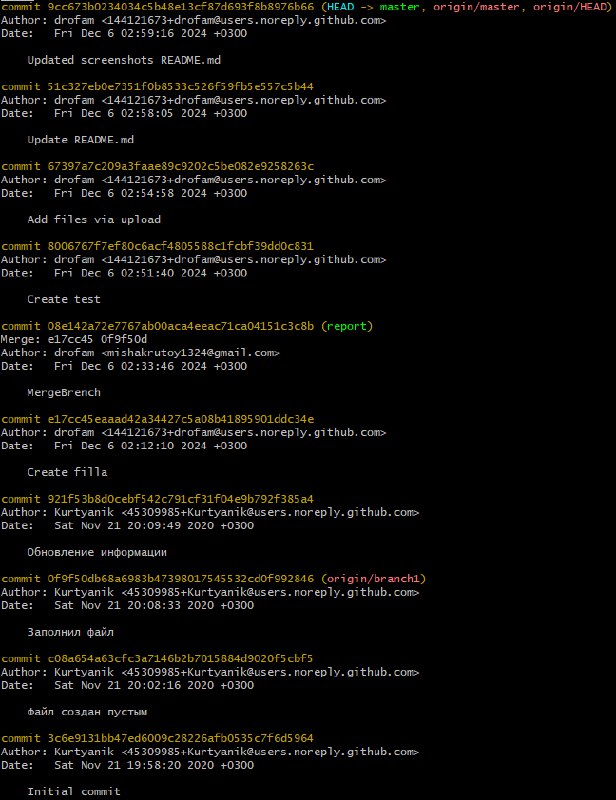 commit 9cc673b0234034c5b48e13cf87d693f8b8976b66 (HEAD -> master, origin/master, origin/HEAD)
Author: drofam <144121673+drofam@users.noreply.github.com>
Date:   Fri Dec 6 02:59:16 2024 +0300
Updated screenshots README.md
commit 51c327eb0e7351f0b8533c526f59fb5e557c5b44
Author: drofam <144121673+drofam@users.noreply.github.com>
Date:   Fri Dec 6 02:58:05 2024 +0300
Update README.md
commit 67397a7c209a3faae89c9202c5be082e9258263c
Author: drofam <144121673+drofam@users.noreply.github.com>
Date:   Fri Dec 6 02:54:58 2024 +0300
Add files via upload
commit 8006767f7ef80c6acf4805588c1fcbf39dd0c831
Author: drofam <144121673+drofam@users.noreply.github.com>
Date:   Fri Dec 6 02:51:40 2024 +0300
Create test
commit 08e142a72e7767ab00aca4eeac71ca04151c3c8b (report)
Merge: e17cc45 0f9f50d
Author: drofam <mishakrutoy1324@gmail.com>
Date:   Fri Dec 6 02:33:46 2024 +0300
MergeBrench
commit e17cc45eaaad42a34427c5a08b41895901ddc34e
Author: drofam <144121673+drofam@users.noreply.github.com>
Date:   Fri Dec 6 02:12:10 2024 +0300
Create filla
commit 921f53b8d0cebf542c791cf31f04e9b792f385a4
Author: Kurtyanik <45309985+Kurtyanik@users.noreply.github.com>
Date:   Sat Nov 21 20:09:49 2020 +0300
Обновление информации
commit 0f9f50db68a6983b47398017545532cd0f992846 (origin/branch1)
Author: Kurtyanik <45309985+Kurtyanik@users.noreply.github.com>
Date:   Sat Nov 21 20:08:33 2020 +0300
Заполнил файл
commit c08a654a63cfc3a7146b2b7015884d9020f5cbf5
Author: Kurtyanik <45309985+Kurtyanik@users.noreply.github.com>
Date:   Sat Nov 21 20:02:16 2020 +0300
файл создан пустым
commit 3c6e9131bb47ed6009c28226afb0535c7f6d5964
Author: Kurtyanik <45309985+Kurtyanik@users.noreply.github.com>
Date:   Sat Nov 21 19:58:20 2020 +0300
Initial commit